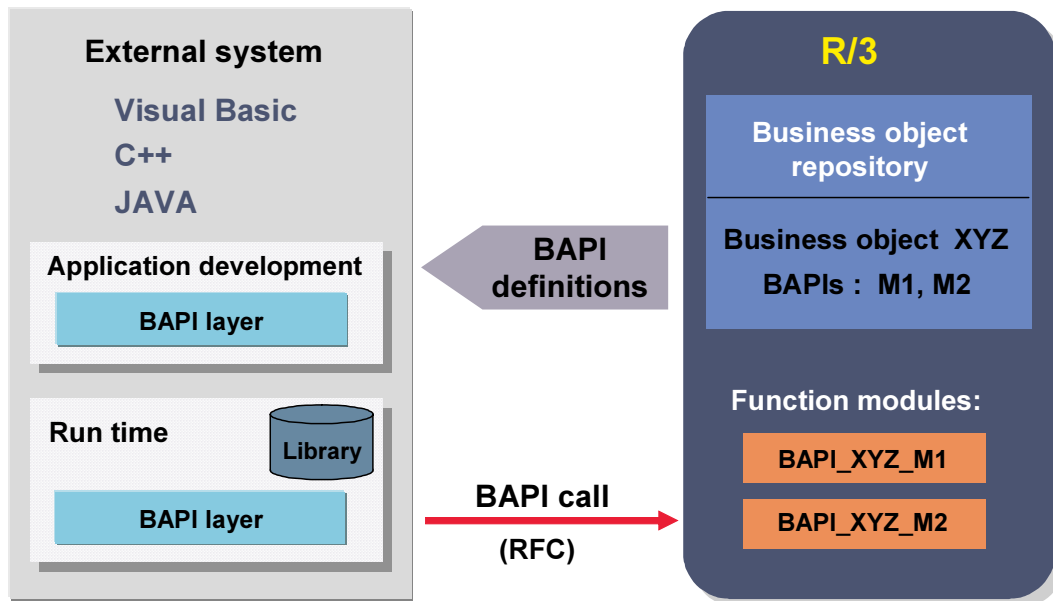 External system
Visual Basic
C++
JAVA
Application development
BAPI layer
Run time
Library
BAPI layer
BAPI
definitions
BAPI call
(RFC)
R/3
Business object
repository
Business object XYZ
BAPIs : M1, M2
Function modules:
BAPI_XYZ_M1
BAPI_XYZ_M2